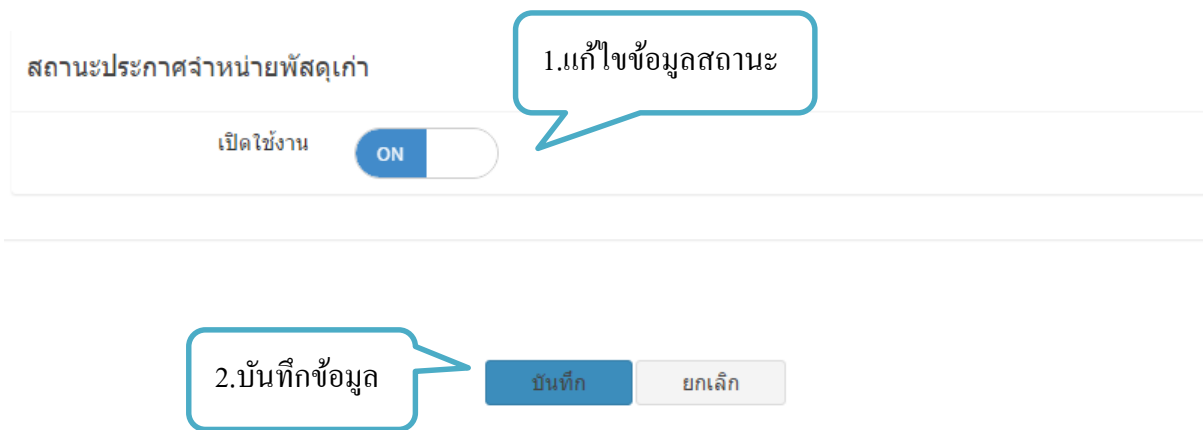 1.แก้ไขข้อมูลสถานะ
สถานะประกาศจำหน่ายพัสดุเก่า
เปิดใช้งาน
ON
2.บันทึกข้อมูล
บันทึก
ยกเลิก